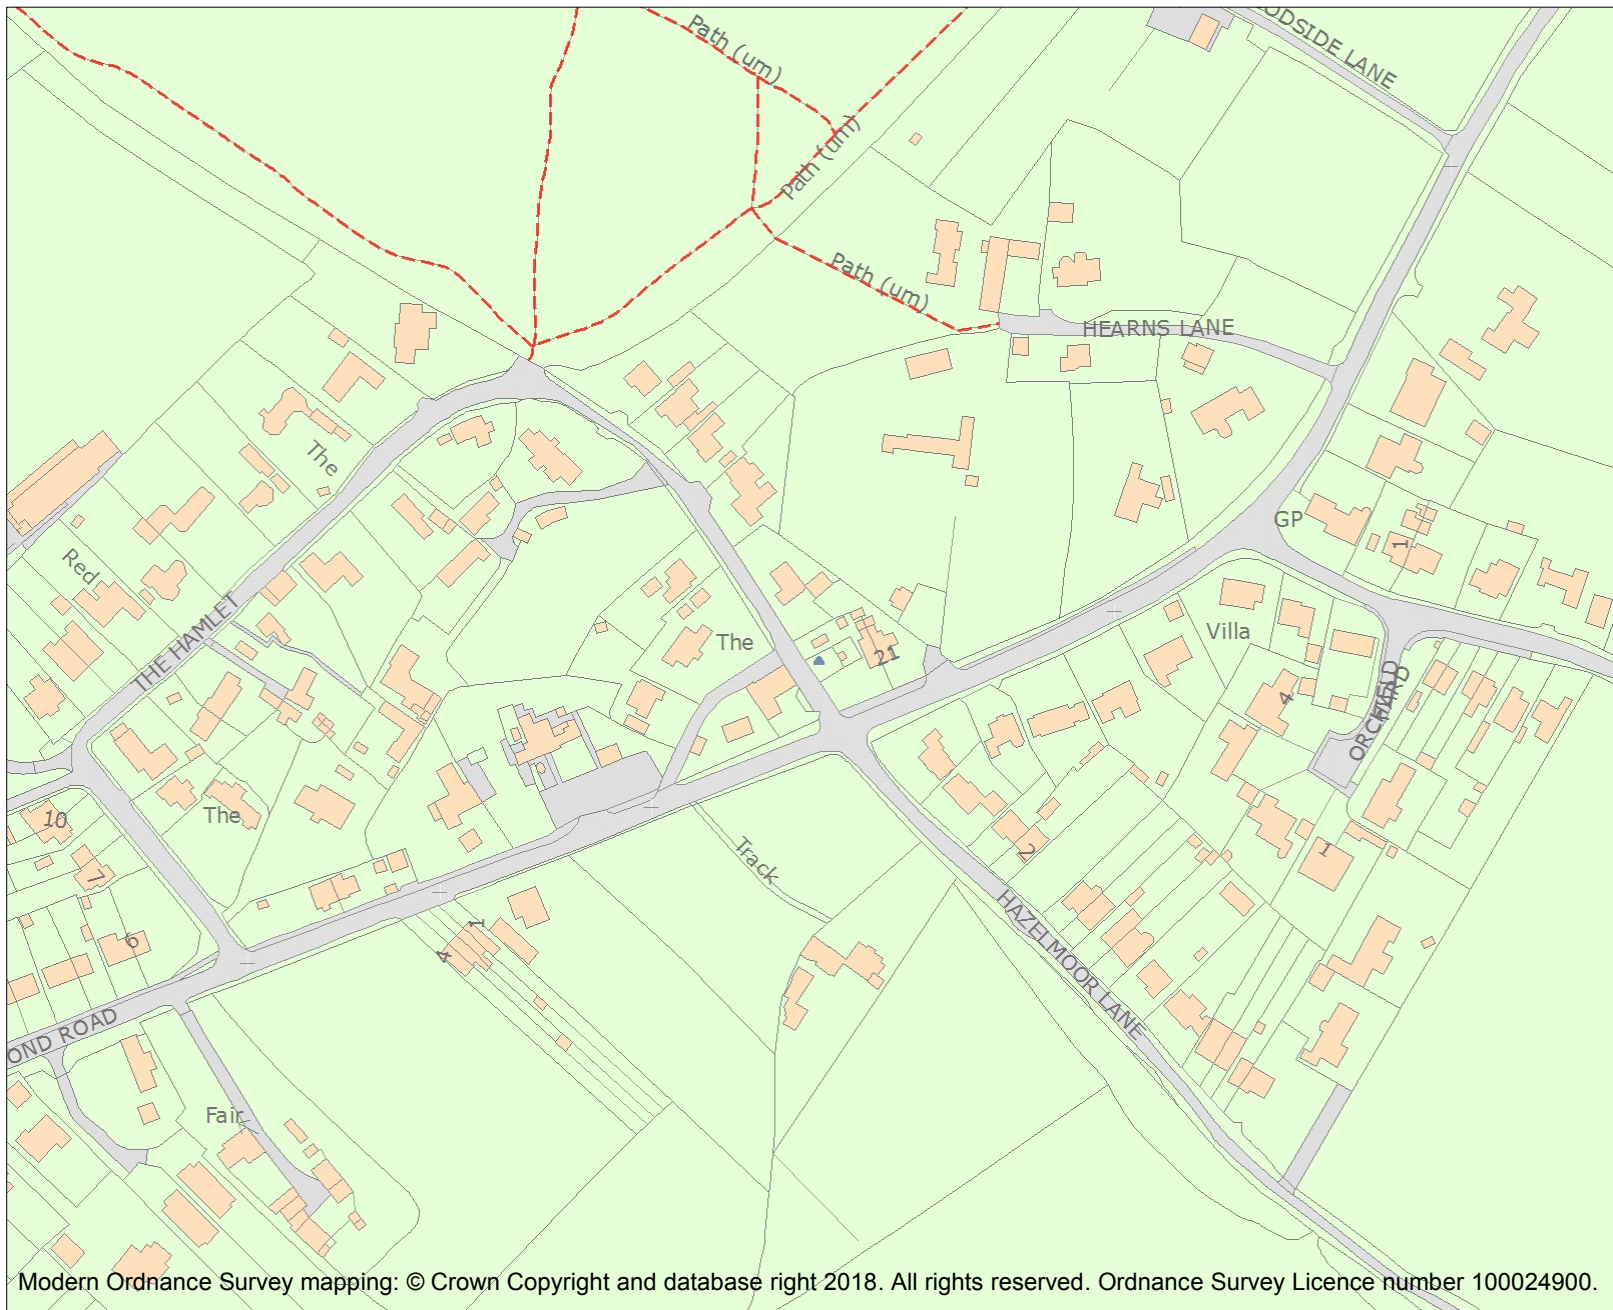 Path (um)
ODSIDE LANE
Path (um)
Path (um)
HEARNS LANE
The
GP
1
Red
THE HAMLET
The
21
Villa
4
ORCHARD
FIELD
10
The
7
Track
2
1
1
4
6
HAZELMOOR LANE
OND ROAD
Fair
Modern Ordnance Survey mapping: © Crown Copyright and database right 2018. All rights reserved. Ordnance Survey Licence number 100024900.